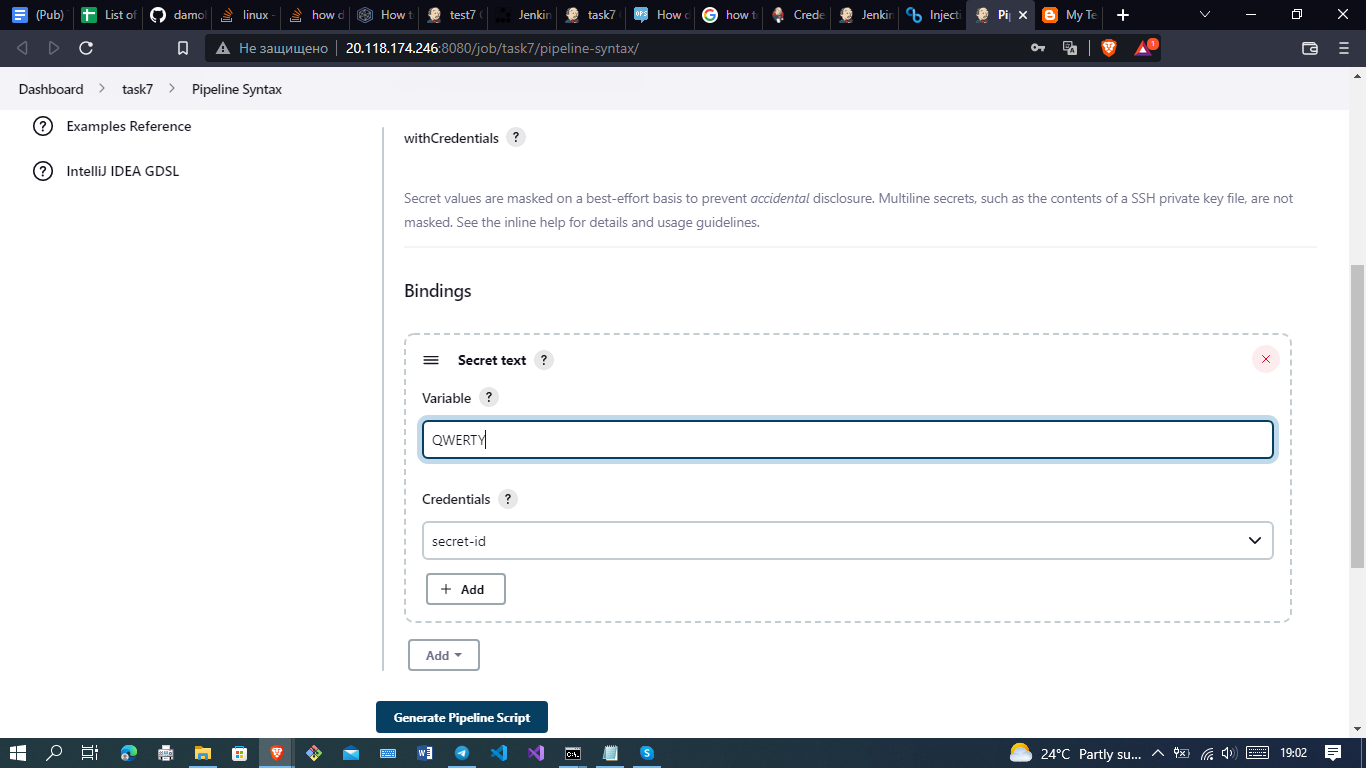 (Pub)
List of
damo
linux -
how d
How t
test7
Jenkin
task7
How c
how t
Crede
Jenkin
Injecti
Pi
My Te
Не защищено
20.118.174.246:8080/job/task7/pipeline-syntax/
1
Dashboard
task7
Pipeline Syntax
? Examples Reference
? IntelliJ IDEA GDSL
withCredentials ?
Secret values are masked on a best-effort basis to prevent accidental disclosure. Multiline secrets, such as the contents of a SSH private key file, are not
masked. See the inline help for details and usage guidelines.
Bindings
Secret text ?
Variable ?
QWERTY
Credentials ?
secret-id
+ Add
Add
Generate Pipeline Script
24°C Partly su...
19:02